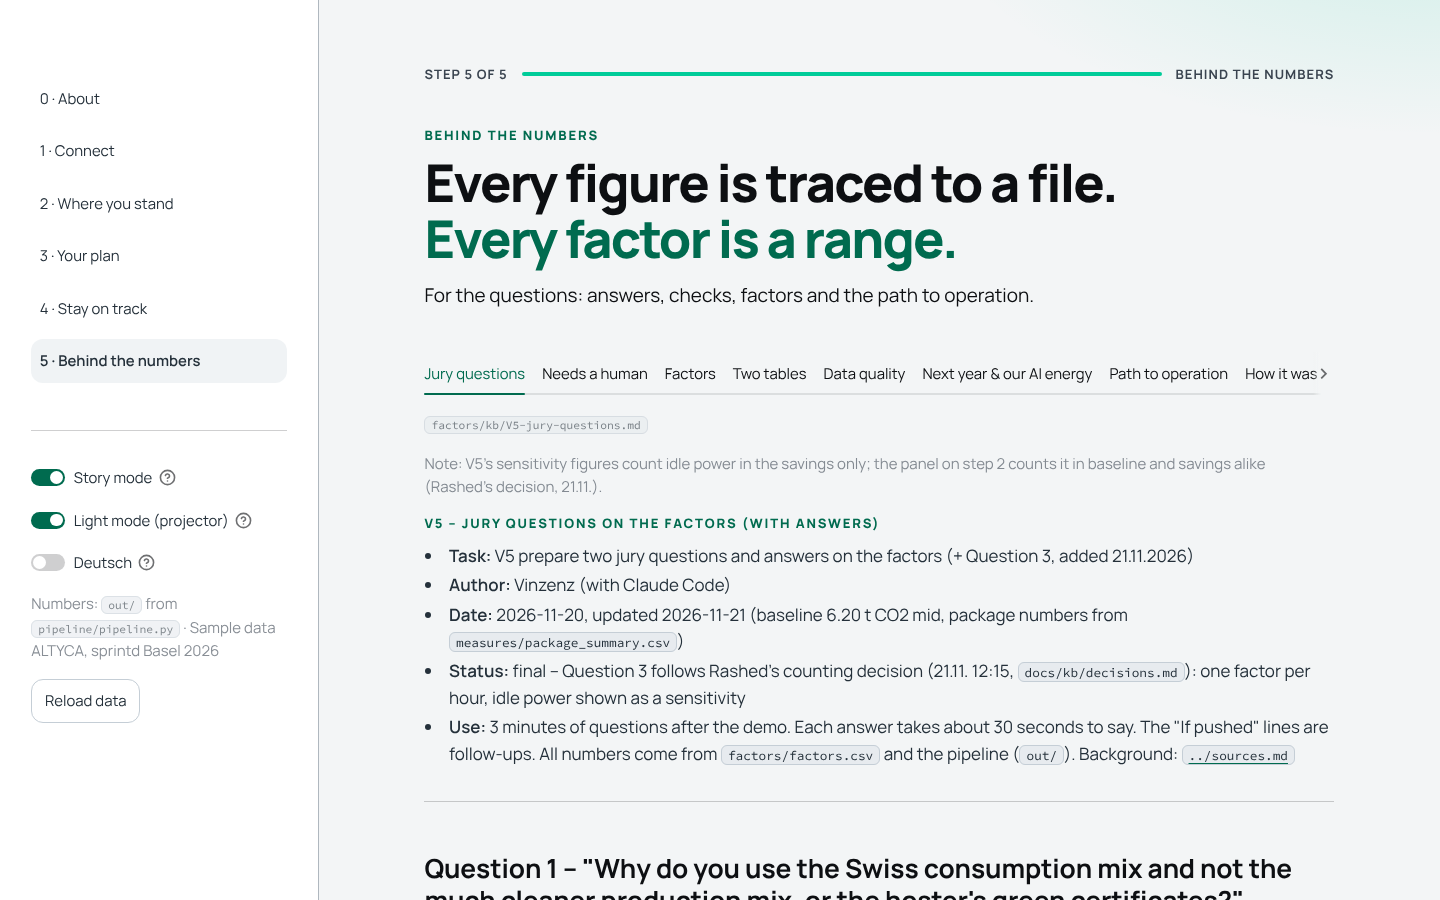 0 · About
1 · Connect
2 · Where you stand
3 · Your plan
4 · Stay on track
5 · Behind the numbers
Story mode
Light mode (projector)
Deutsch
Numbers: out/ from
pipeline/pipeline.py · Sample data
ALTYCA, sprintd Basel 2026
Reload data
STEP 5 OF 5
BEHIND THE NUMBERS
BEHIND THE NUMBERS
Every figure is traced to a file.
Every factor is a range.
For the questions: answers, checks, factors and the path to operation.
Jury questions Needs a human Factors Two tables Data quality Next year & our AI energy Path to operation How it was
factors/kb/V5-jury-questions.md
Note: V5's sensitivity figures count idle power in the savings only; the panel on step 2 counts it in baseline and savings alike
(Rashed's decision, 21.11.).
V5 – JURY QUESTIONS ON THE FACTORS (WITH ANSWERS)
• Task: V5 prepare two jury questions and answers on the factors (+ Question 3, added 21.11.2026)
• Author: Vinzenz (with Claude Code)
• Date: 2026-11-20, updated 2026-11-21 (baseline 6.20 t CO2 mid, package numbers from
measures/package_summary.csv)
• Status: final – Question 3 follows Rashed's counting decision (21.11. 12:15, docs/kb/decisions.md): one factor per
hour, idle power shown as a sensitivity
• Use: 3 minutes of questions after the demo. Each answer takes about 30 seconds to say. The "If pushed" lines are
follow-ups. All numbers come from factors/factors.csv and the pipeline (out/). Background: ../sources.md
Question 1 – "Why do you use the Swiss consumption mix and not the
much cleaner production mix, or the hoster's green certificates?"